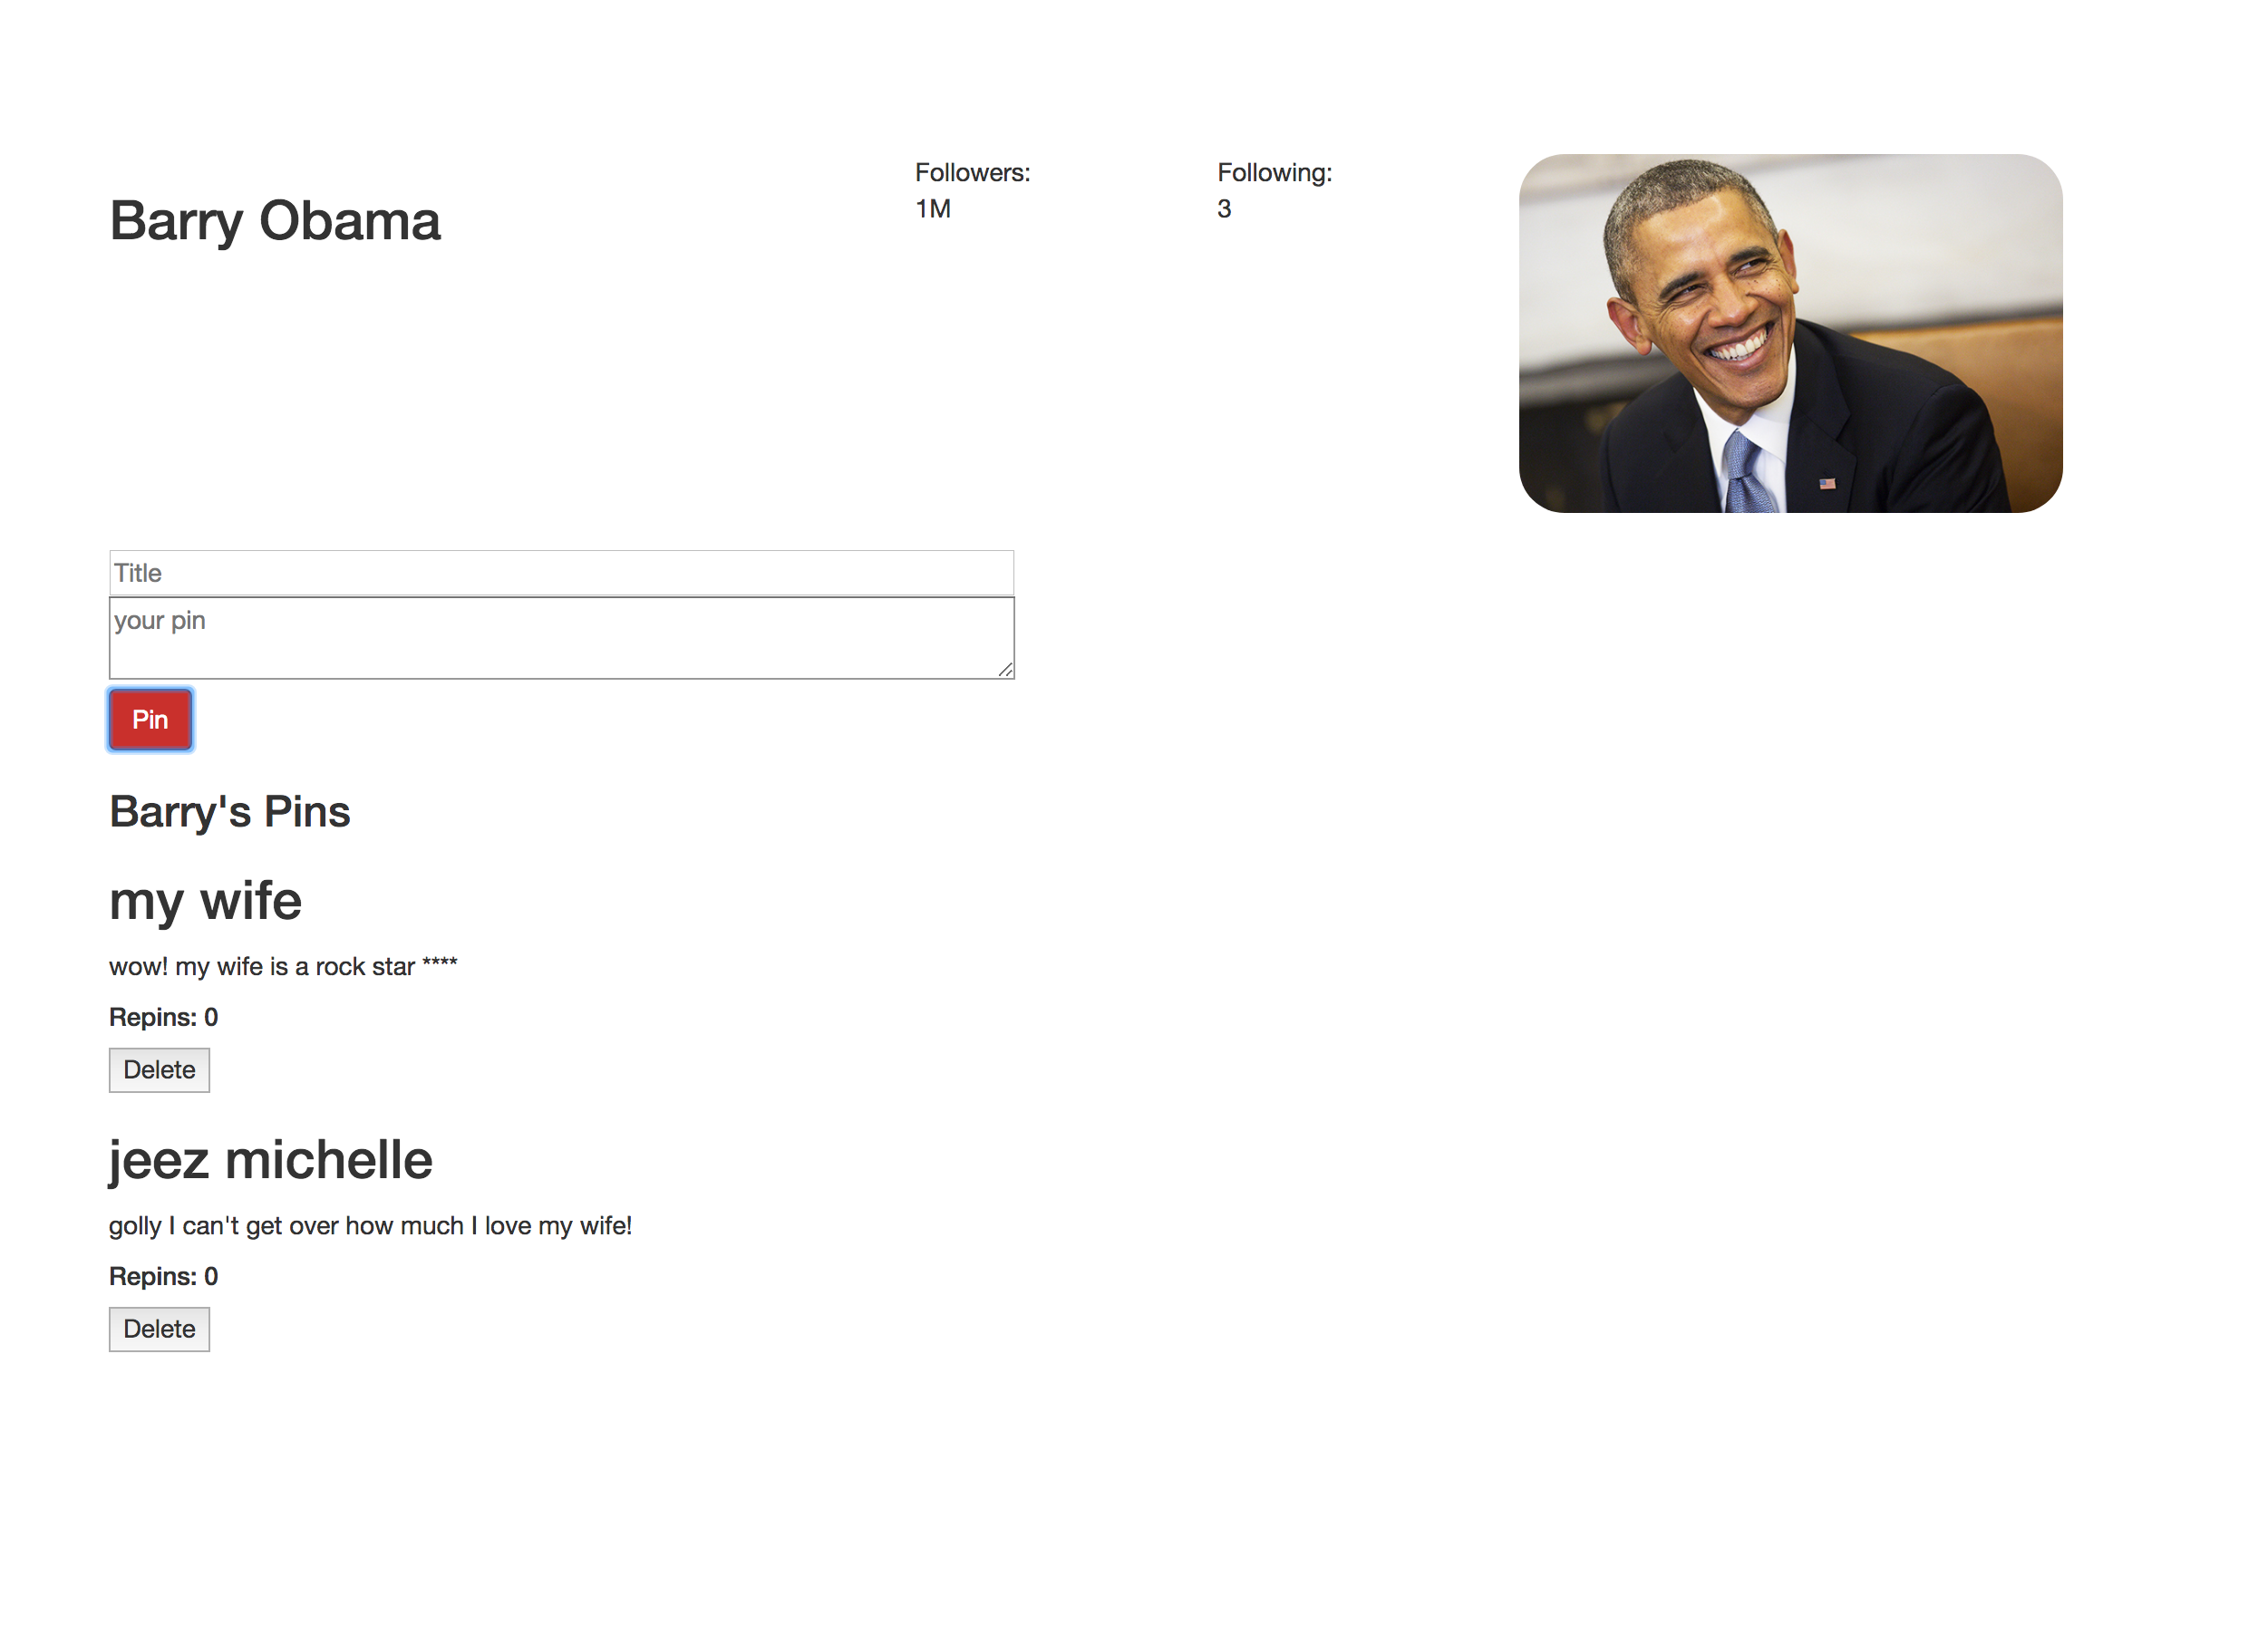 Barry Obama
Followers:
1M
Following:
3
Title
your pin
Pin
Barry's Pins
my wife
wow! my wife is a rock star ****
Repins: 0
Delete
jeez michelle
golly I can't get over how much I love my wife!
Repins: 0
Delete